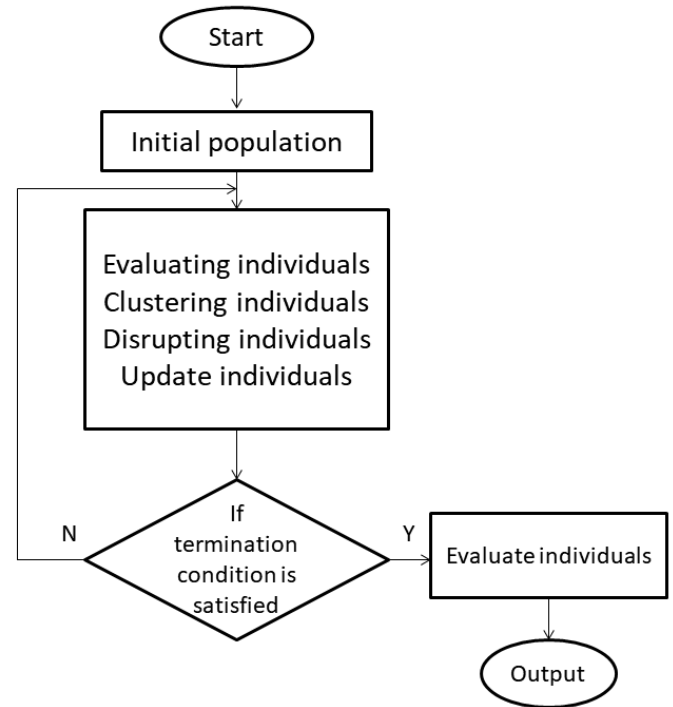 Start
Initial population
Evaluating individuals
Clustering individuals
Disrupting individuals
Update individuals
If
termination
condition is
satisfied
N
Y
Evaluate individuals
Output